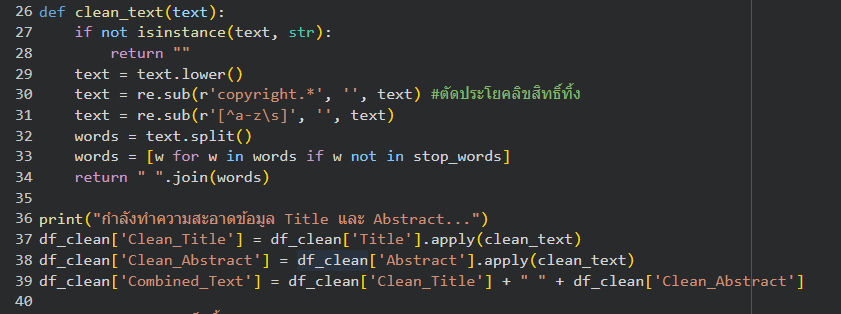 26 def clean_text(text):
27     if not isinstance(text, str):
28         return ""
29     text = text.lower()
30     text = re.sub(r'copyright.*', '', text) #ตัดประโยคลิขสิทธิ์ทิ้ง
31     text = re.sub(r'[^a-z\s]', '', text)
32     words = text.split()
33     words = [w for w in words if w not in stop_words]
34     return " ".join(words)
35
36 print("กำลังทำความสะอาดข้อมูล Title และ Abstract...")
37 df_clean['Clean_Title'] = df_clean['Title'].apply(clean_text)
38 df_clean['Clean_Abstract'] = df_clean['Abstract'].apply(clean_text)
39 df_clean['Combined_Text'] = df_clean['Clean_Title'] + " " + df_clean['Clean_Abstract']
40